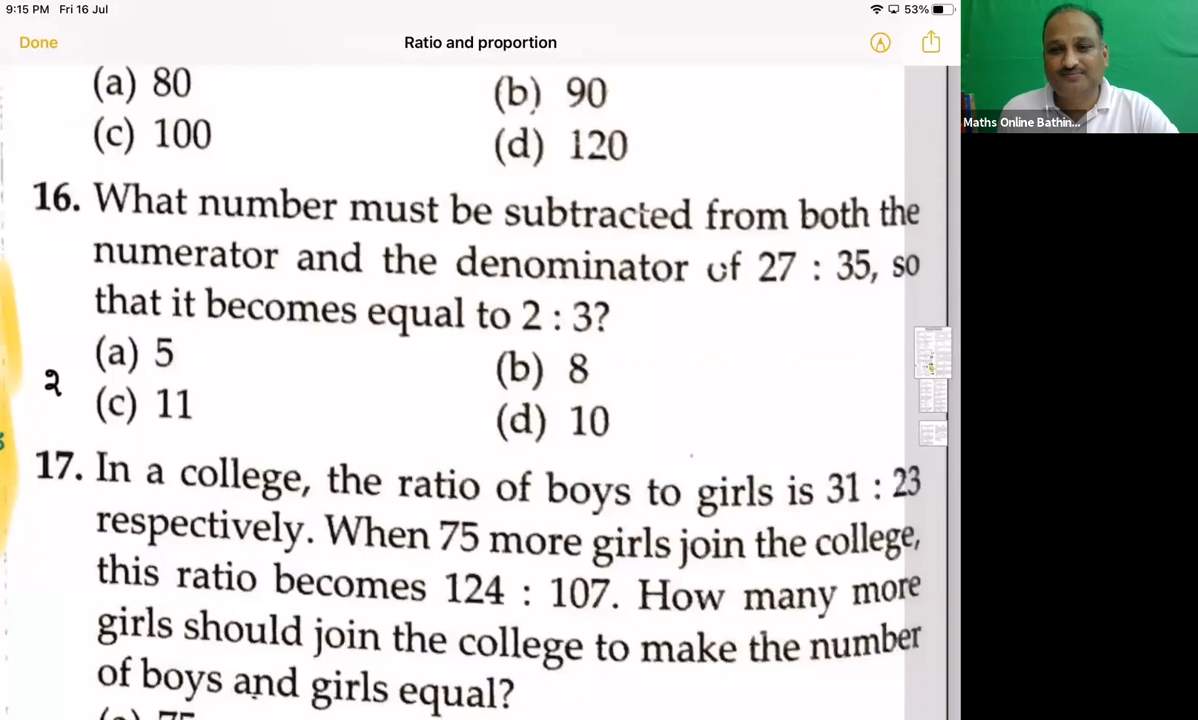 9:15 PM Fri 16 Jul
53%
Done
Ratio and proportion
(a) 80
(b) 90
(c) 100
(d) 120
16. What number must be subtracted from both the
numerator and the denominator of 27 : 35, so
that it becomes equal to 2 : 3?
(a) 5
(b) 8
२
(c) 11
(d) 10
17. In a college, the ratio of boys to girls is 31 : 23
respectively. When 75 more girls join the college,
this ratio becomes 124 : 107. How many more
girls should join the college to make the number
of boys and girls equal?
(a) 75
Maths Online Bathin...